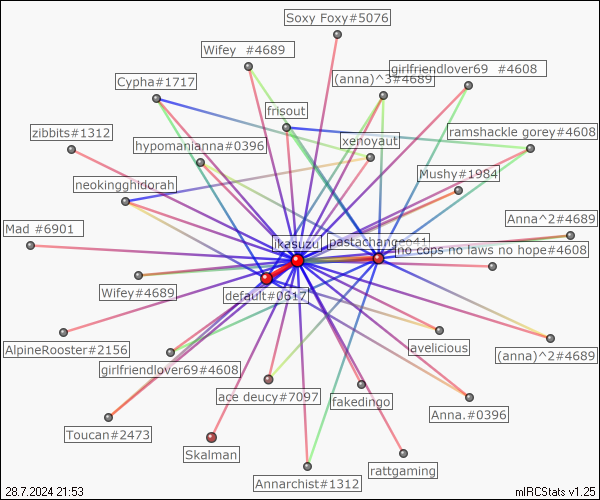 Soxy Foxy#5076
Wifey  #4689
girlfriendlover69  #4608
(anna)^3#4689
Cypha#1717
frisout
zibbits#1312
ramshackle gorey#4608
hypomanianna#0396
xenoyaut
Mushy#1984
neokingghidorah
Anna^2#4689
Mad #6901
jkasuzu
no cops no laws no hope#4608
Wifey#4689
default#0617
AlpineRooster#2156
avelicious
(anna)^2#4689
girlfriendlover69#4608
ace deucy#7097
fakedingo
Anna.#0396
Toucan#2473
Skalman
rattgaming
Annarchist#1312
28.7.2024 21:53
mIRCStats v1.25